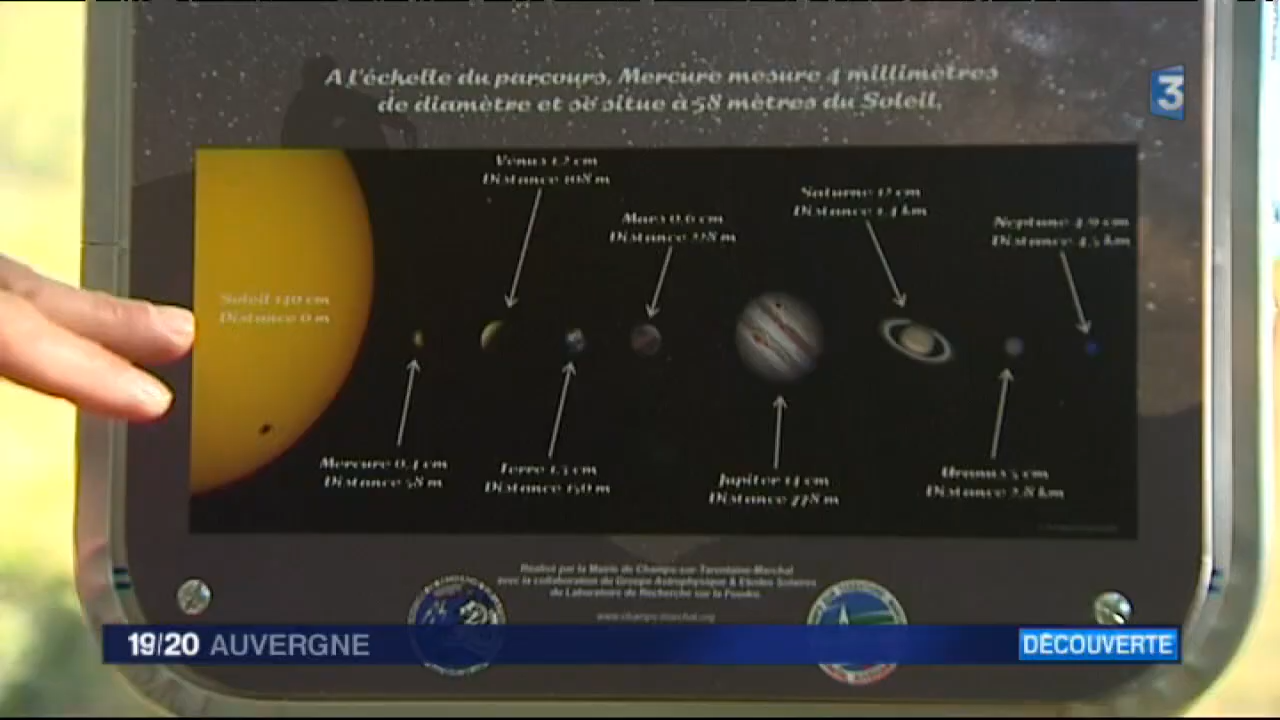 A l'échelle du parcours, Mercure mesure 4 millimètres
de diamètre et se situe à 58 mètres du Soleil.
3
Venus 1.2 cm
Distance 108 m
Saturne 12 cm
Distance 1.4 km
Mars 0.6 cm
Distance 228 m
Neptune 4.9 cm
Distance 4.5 km
Soleil 140 cm
Distance 0 m
Mercure 0.4 cm
Distance 58 m
Terre 1.3 cm
Distance 150 m
Jupiter 14 cm
Distance 778 m
Uranus 5 cm
Distance 2.8 km
Réalisé par la Mairie de Champs-sur-Tarentaine-Marchal
avec la collaboration du Groupe Astrophysique & Etoiles Solaires
du Laboratoire de Recherche sur la Foudre.
www.champs-marchal.org
19/20 AUVERGNE
DÉCOUVERTE